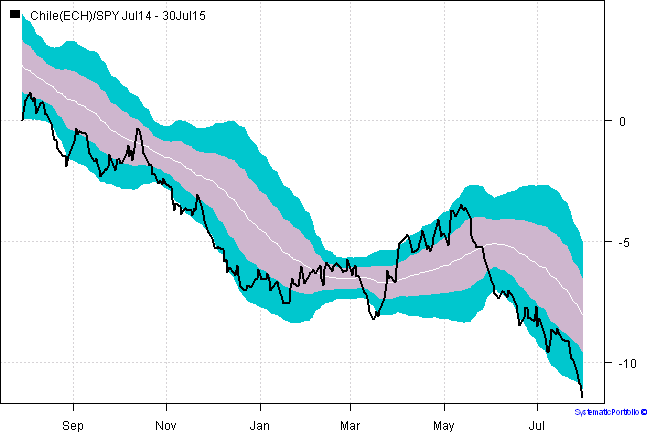 Chile(ECH)/SPY Jul14 - 30Jul15
0
-5
-10
Sep Nov Jan Mar May Jul
SystematicPortfolio ©